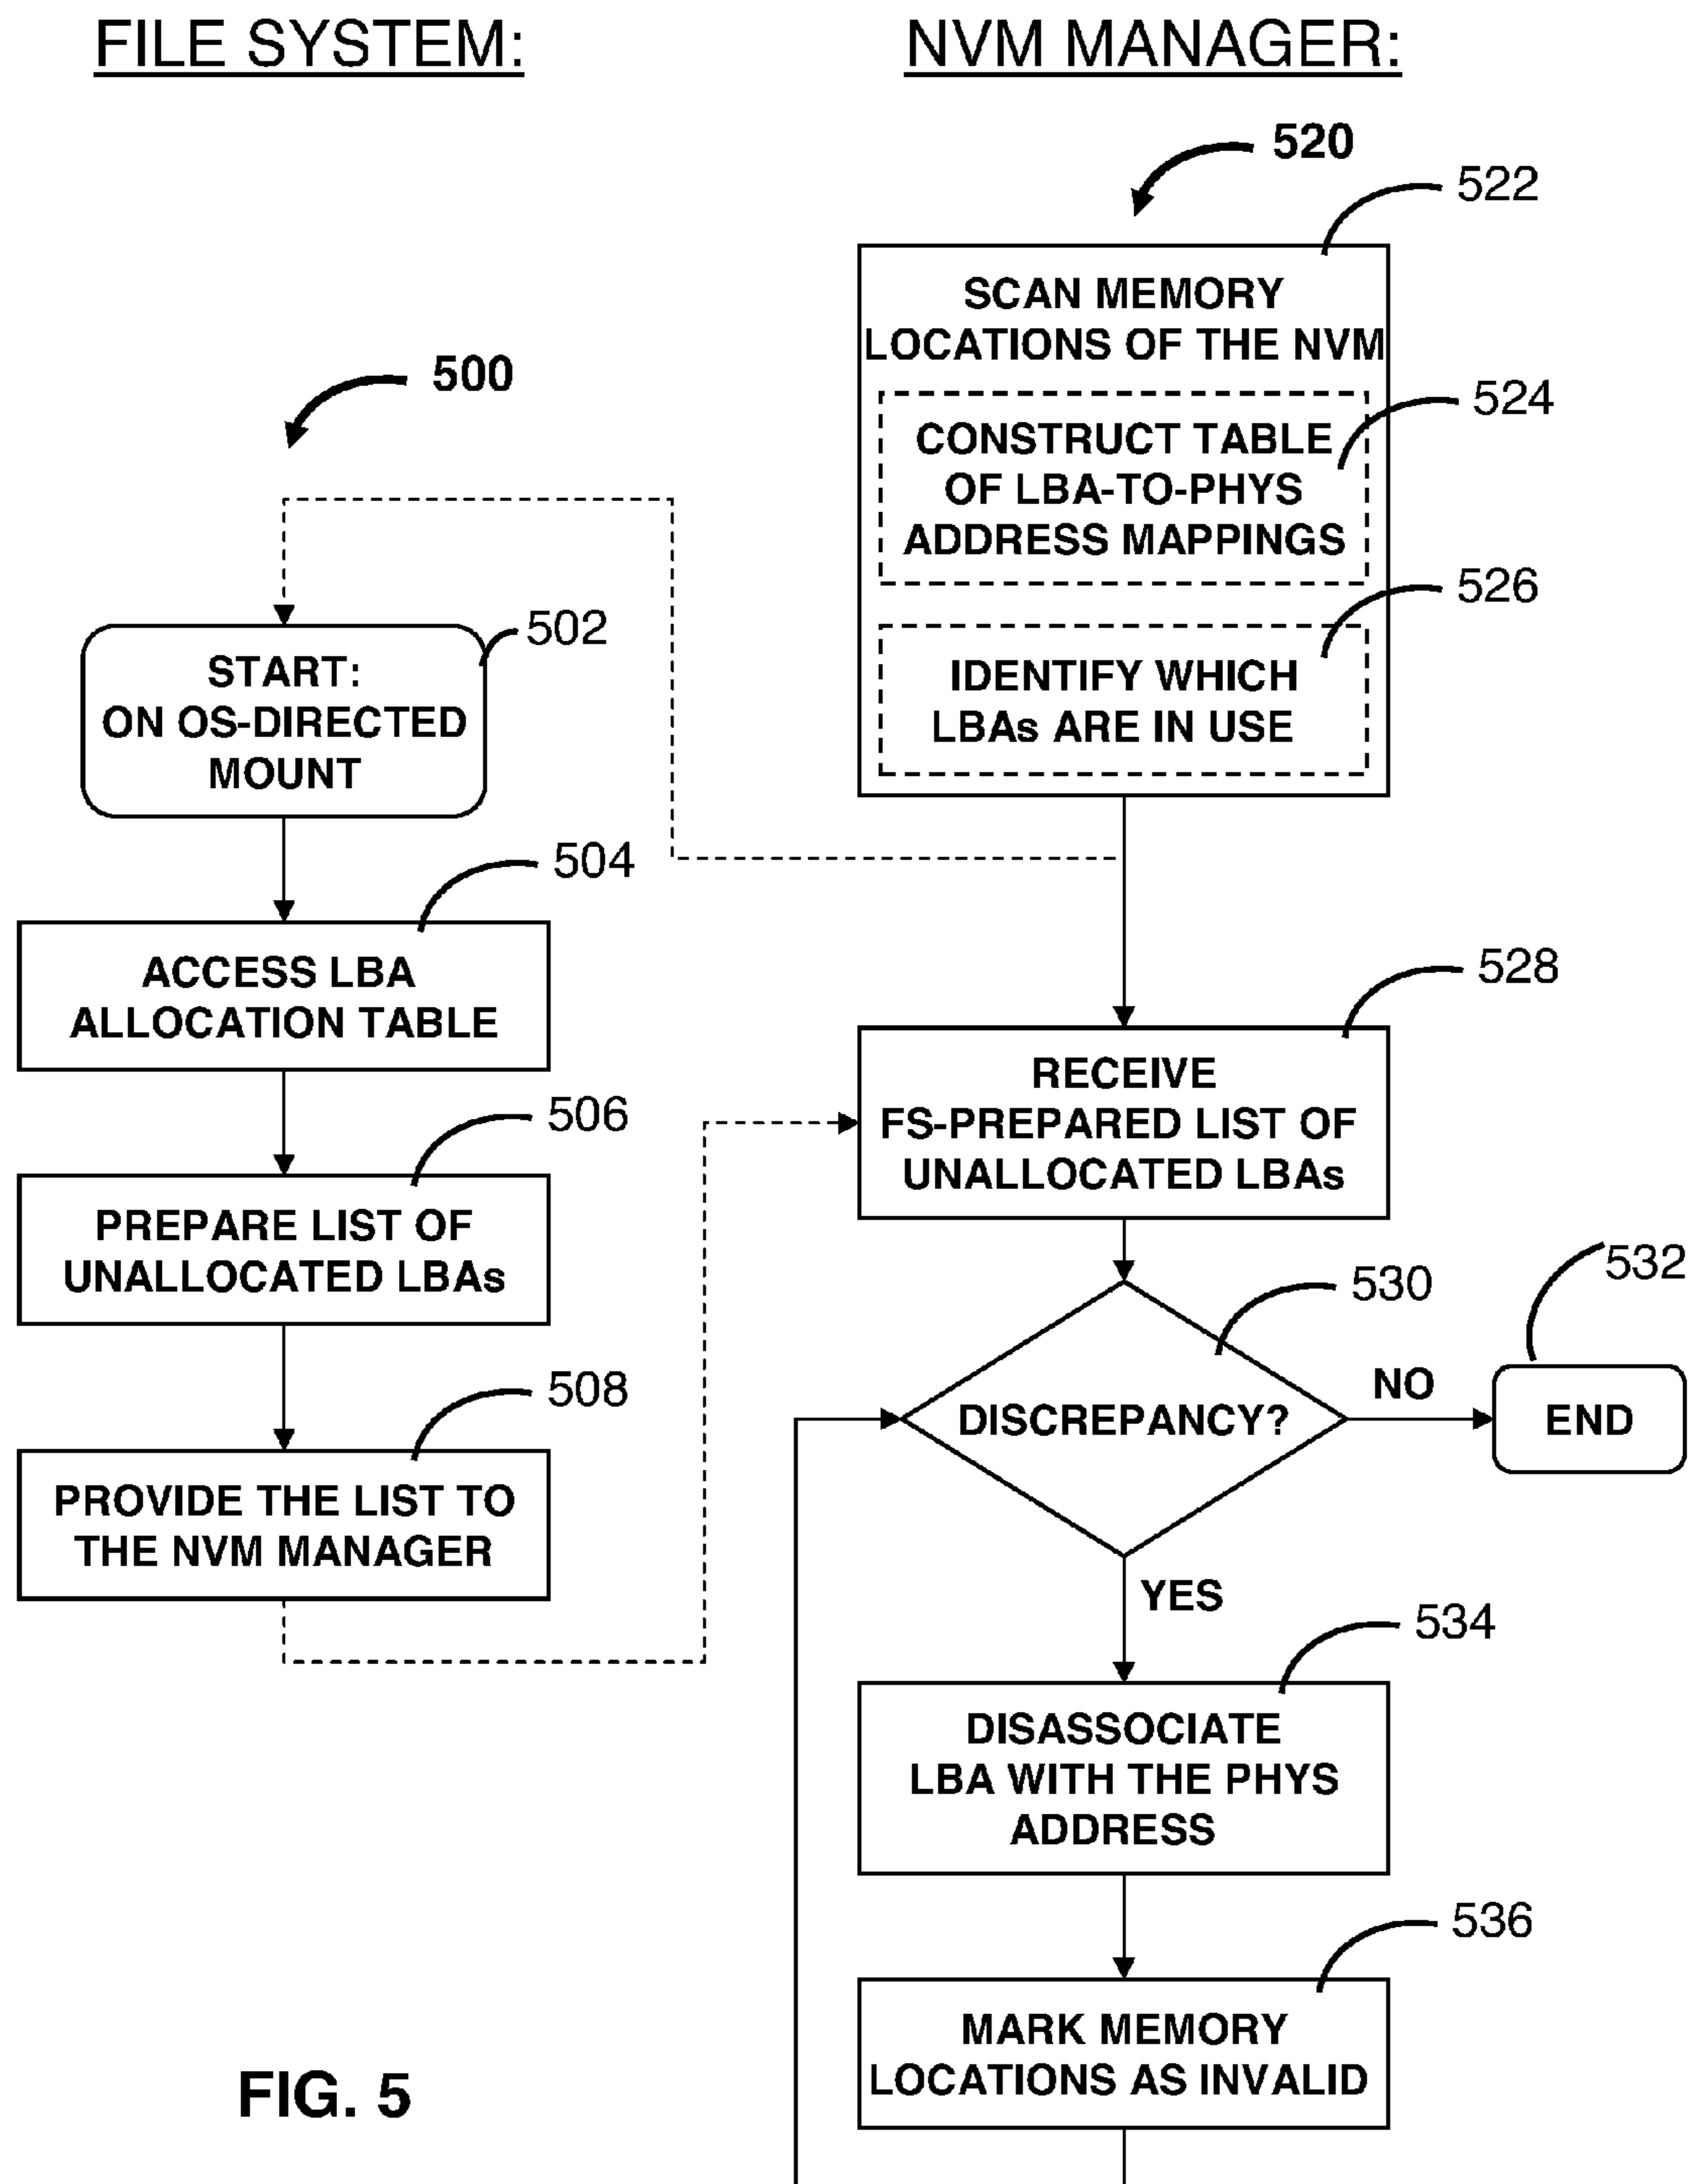 FILE SYSTEM:
500
502
START:
ON OS-DIRECTED
MOUNT
504
ACCESS LBA
ALLOCATION TABLE
506
PREPARE LIST OF
UNALLOCATED LBAs
508
PROVIDE THE LIST TO
THE NVM MANAGER
NVM MANAGER:
520
522
SCAN MEMORY
LOCATIONS OF THE NVM
524
CONSTRUCT TABLE
OF LBA-TO-PHYS
ADDRESS MAPPINGS
526
IDENTIFY WHICH
LBAs ARE IN USE
528
RECEIVE
FS-PREPARED LIST OF
UNALLOCATED LBAs
530
DISCREPANCY?
NO
532
END
YES
534
DISASSOCIATE
LBA WITH THE PHYS
ADDRESS
536
MARK MEMORY
LOCATIONS AS INVALID
FIG. 5